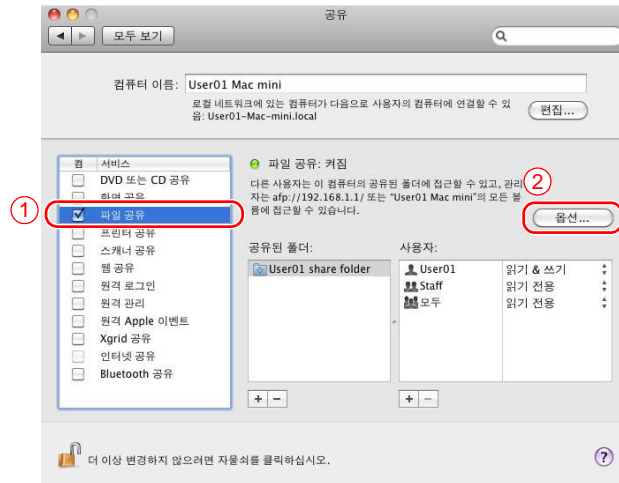 공유
모두 보기
컴퓨터 이름: User01 Mac mini
로컬 네트워크에 있는 컴퓨터가 다음으로 사용자의 컴퓨터에 연결할 수 있
음: User01-Mac-mini.local
편집...
켬 서비스
DVD 또는 CD 공유
화면 공유
파일 공유
프린터 공유
스캐너 공유
웹 공유
원격 로그인
원격 관리
원격 Apple 이벤트
Xgrid 공유
인터넷 공유
Bluetooth 공유
1
파일 공유: 켜짐
다른 사용자는 이 컴퓨터의 공유된 폴더에 접근할 수 있고, 관리
자는 afp://192.168.1.1/ 또는 "User01 Mac mini"의 모든 볼
륨에 접근할 수 있습니다.
2
옵션...
공유된 폴더:
User01 share folder
사용자:
User01 읽기 & 쓰기
Staff 읽기 전용
모두 읽기 전용
+ −
+ −
더 이상 변경하지 않으려면 자물쇠를 클릭하십시오.
?